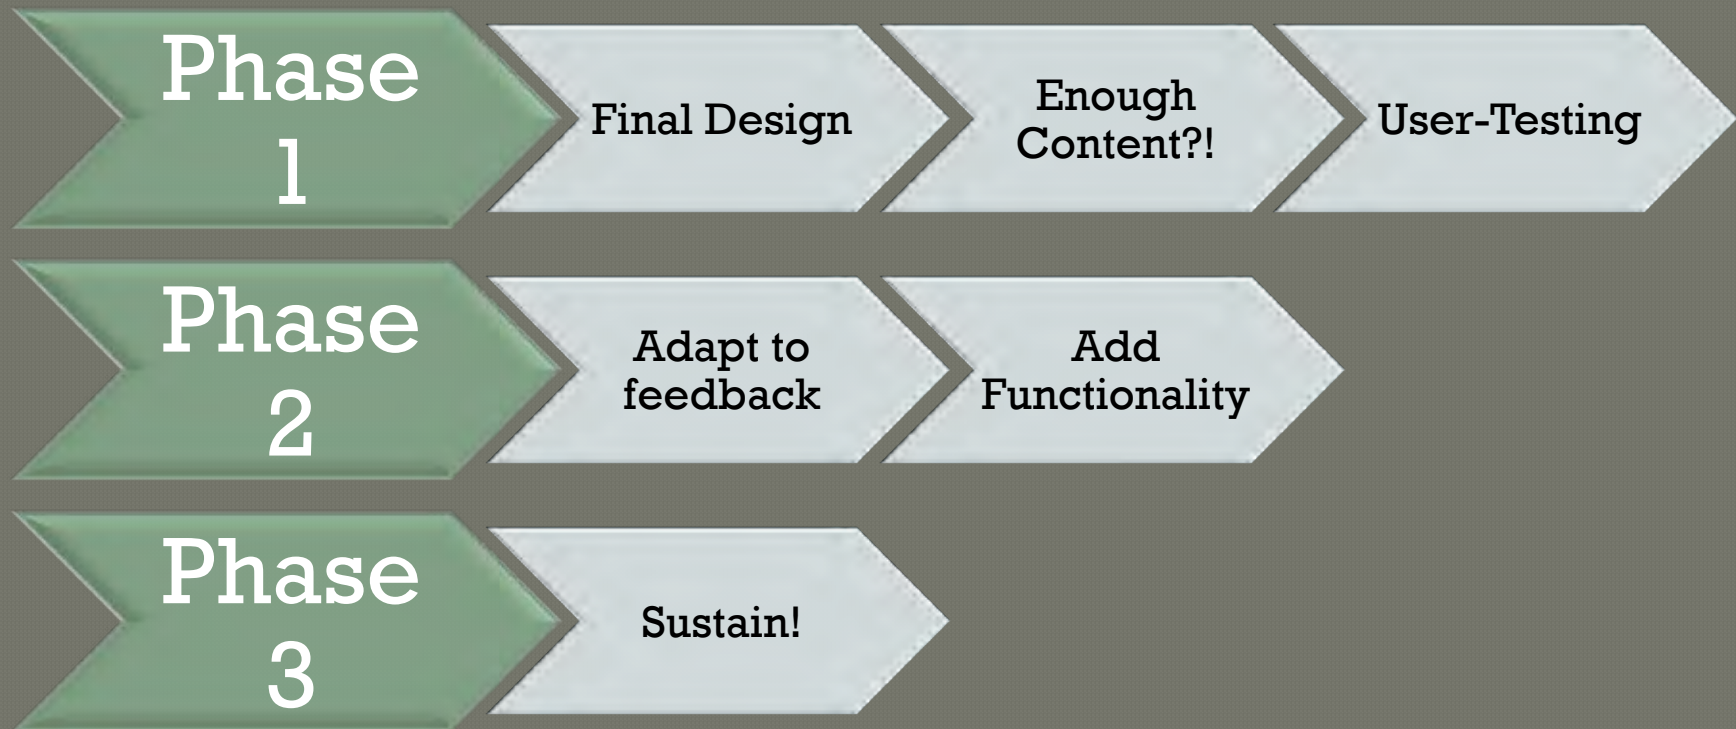 Phase
1
Final Design
Enough
Content?!
User-Testing
Phase
2
Adapt to
feedback
Add
Functionality
Phase
3
Sustain!